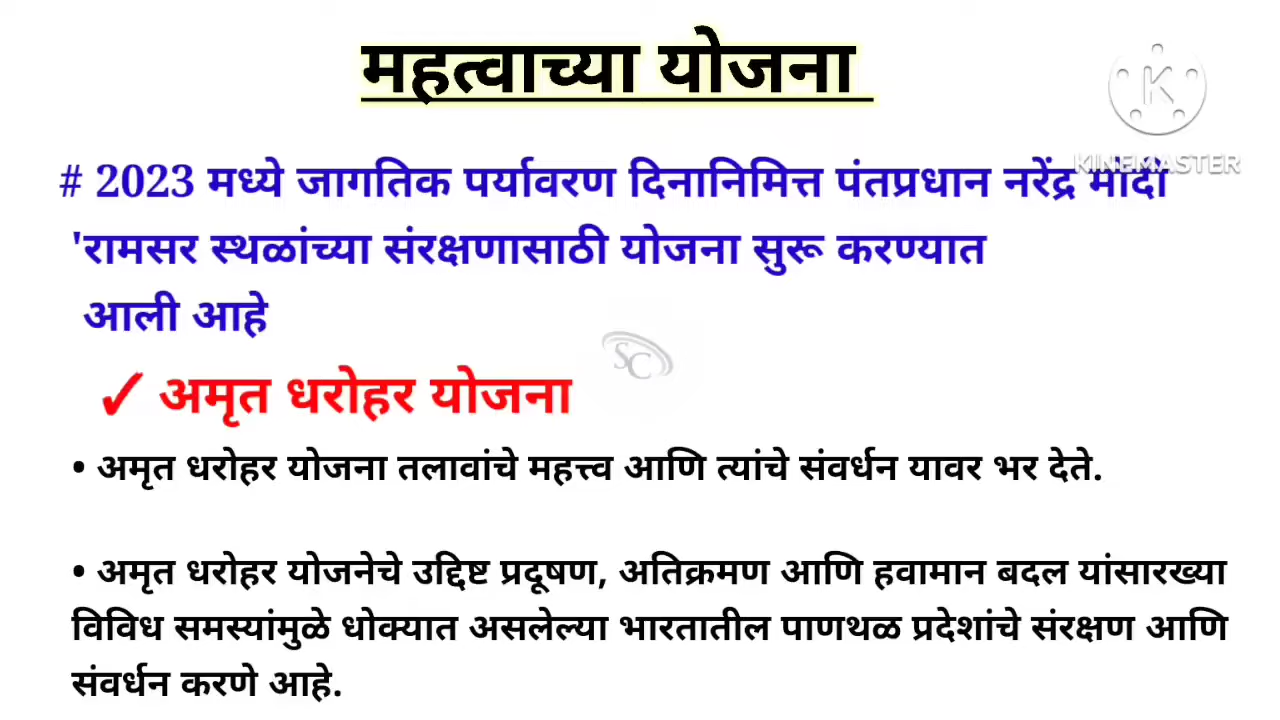 महत्वाच्या योजना
KINEMASTER
# 2023 मध्ये जागतिक पर्यावरण दिनानिमित्त पंतप्रधान नरेंद्र मोदी
'रामसर स्थळांच्या संरक्षणासाठी योजना सुरू करण्यात
आली आहे
SC
✓ अमृत धरोहर योजना
• अमृत धरोहर योजना तलावांचे महत्त्व आणि त्यांचे संवर्धन यावर भर देते.
• अमृत धरोहर योजनेचे उद्दिष्ट प्रदूषण, अतिक्रमण आणि हवामान बदल यांसारख्या
विविध समस्यांमुळे धोक्यात असलेल्या भारतातील पाणथळ प्रदेशांचे संरक्षण आणि
संवर्धन करणे आहे.